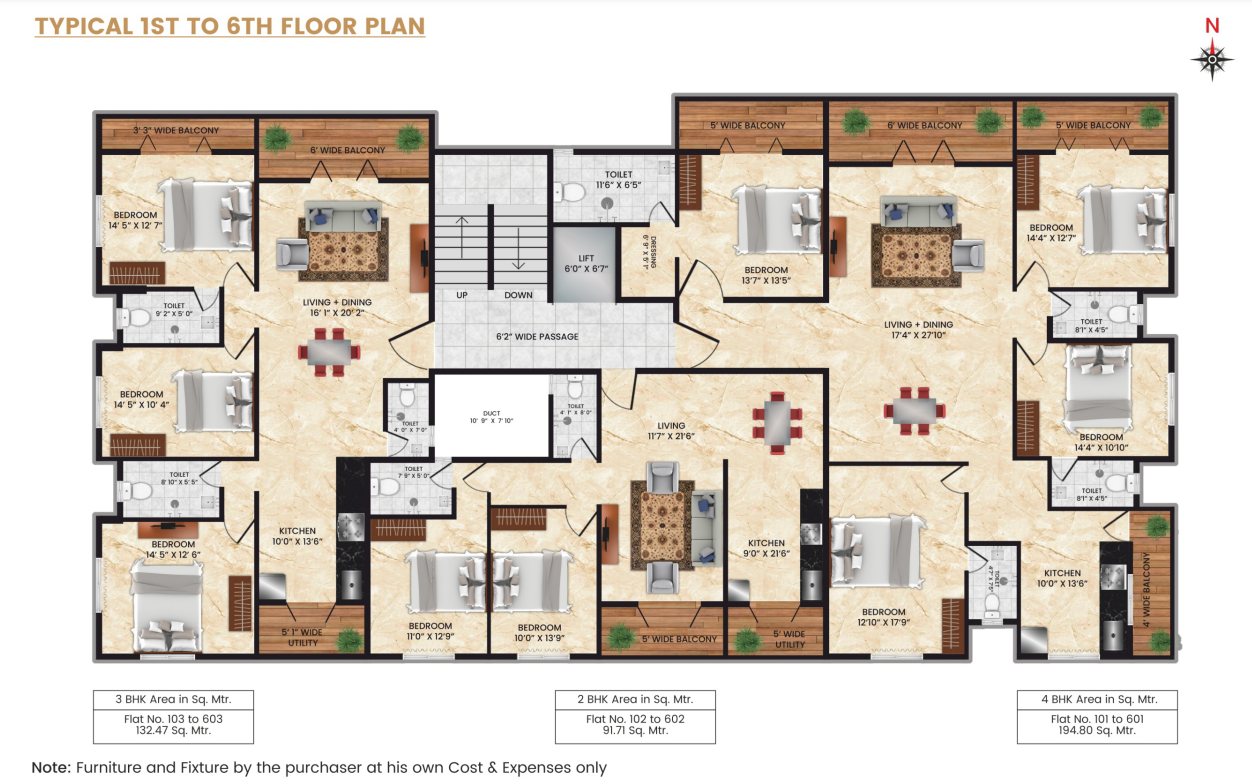 TYPICAL 1ST TO 6TH FLOOR PLAN
N
3' 3" WIDE BALCONY
6' WIDE BALCONY
5' WIDE BALCONY
6' WIDE BALCONY
5' WIDE BALCONY
BEDROOM
14' 5" X 12' 7"
TOILET
11'6" X 6'5"
DRESSING
6'9" X 5'1"
LIFT
6'0" X 6'7"
BEDROOM
13'7" X 13'5"
BEDROOM
14'4" X 12'7"
UP
DOWN
LIVING + DINING
16' 1" X 20' 2"
TOILET
9' 2" X 5' 0"
6'2" WIDE PASSAGE
LIVING + DINING
17'4" X 27'10"
TOILET
8'1" X 4'5"
BEDROOM
14' 5" X 10' 4"
TOILET
4' 0" X 7' 0"
DUCT
10' 9" X 7' 10"
TOILET
4' 1" X 8' 0"
LIVING
11'7" X 21'6"
BEDROOM
14'4" X 10'10"
TOILET
8' 10" X 5' 5"
TOILET
7' 9" X 5' 0"
TOILET
8'1" X 4'5"
BEDROOM
14' 5" X 12' 6"
KITCHEN
10'0" X 13'6"
KITCHEN
9'0" X 21'6"
TOILET
4'7" X 7'5"
KITCHEN
10'0" X 13'6"
4' WIDE BALCONY
BEDROOM
11'0" X 12'9"
BEDROOM
10'0" X 13'9"
BEDROOM
12'10" X 17'9"
5' 1" WIDE
UTILITY
5' WIDE BALCONY
5' WIDE
UTILITY
3 BHK Area in Sq. Mtr.
Flat No. 103 to 603
132.47 Sq. Mtr.
2 BHK Area in Sq. Mtr.
Flat No. 102 to 602
91.71 Sq. Mtr.
4 BHK Area in Sq. Mtr.
Flat No. 101 to 601
194.80 Sq. Mtr.
Note: Furniture and Fixture by the purchaser at his own Cost & Expenses only